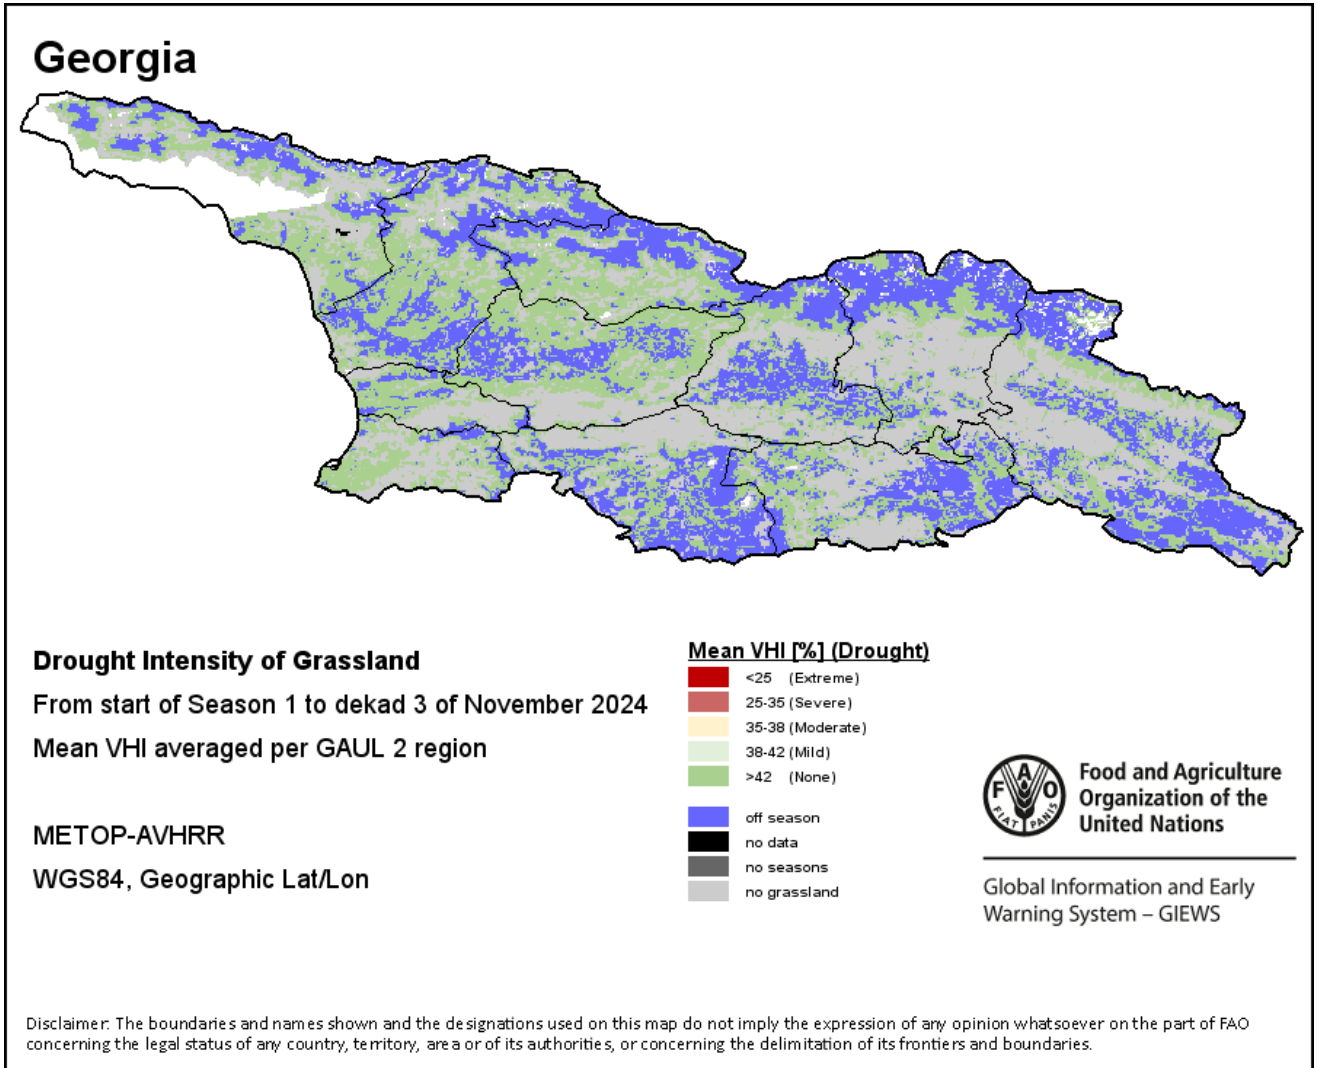 Georgia
Drought Intensity of Grassland
From start of Season 1 to dekad 3 of November 2024
Mean VHI averaged per GAUL 2 region
METOP-AVHRR
WGS84, Geographic Lat/Lon
Mean VHI [%] (Drought)
<25 (Extreme)
25-35 (Severe)
35-38 (Moderate)
38-42 (Mild)
>42 (None)
off season
no data
no seasons
no grassland
F A O
FIAT PANIS
Food and Agriculture
Organization of the
United Nations
Global Information and Early
Warning System – GIEWS
Disclaimer: The boundaries and names shown and the designations used on this map do not imply the expression of any opinion whatsoever on the part of FAO
concerning the legal status of any country, territory, area or of its authorities, or concerning the delimitation of its frontiers and boundaries.